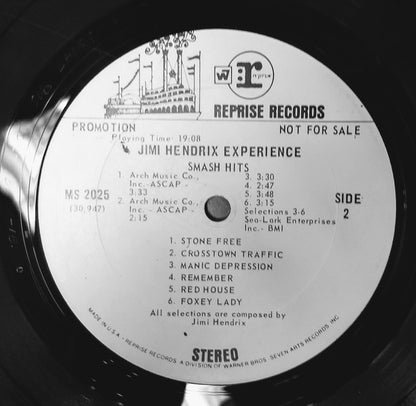 W
r
REPRISE RECORDS
PROMOTION NOT FOR SALE
Playing Time 19:08
JIMI HENDRIX EXPERIENCE
SMASH HITS
1. Arch Music Co., 3. 3:30
Inc. - ASCAP - 4. 2:47
3:33 5. 3:48
2. Arch Music Co., 6. 3:15
Inc. - ASCAP - Selections 3-6
2:15 Sea-Lark Enterprises
Inc. - BMI
MS 2025
(30,947)
SIDE
2
1. STONE FREE
2. CROSSTOWN TRAFFIC
3. MANIC DEPRESSION
4. REMEMBER
5. RED HOUSE
6. FOXEY LADY
All selections are composed by
Jimi Hendrix
STEREO
MADE IN U.S.A. - REPRISE RECORDS, A DIVISION OF WARNER BROS. SEVEN ARTS RECORDS INC.